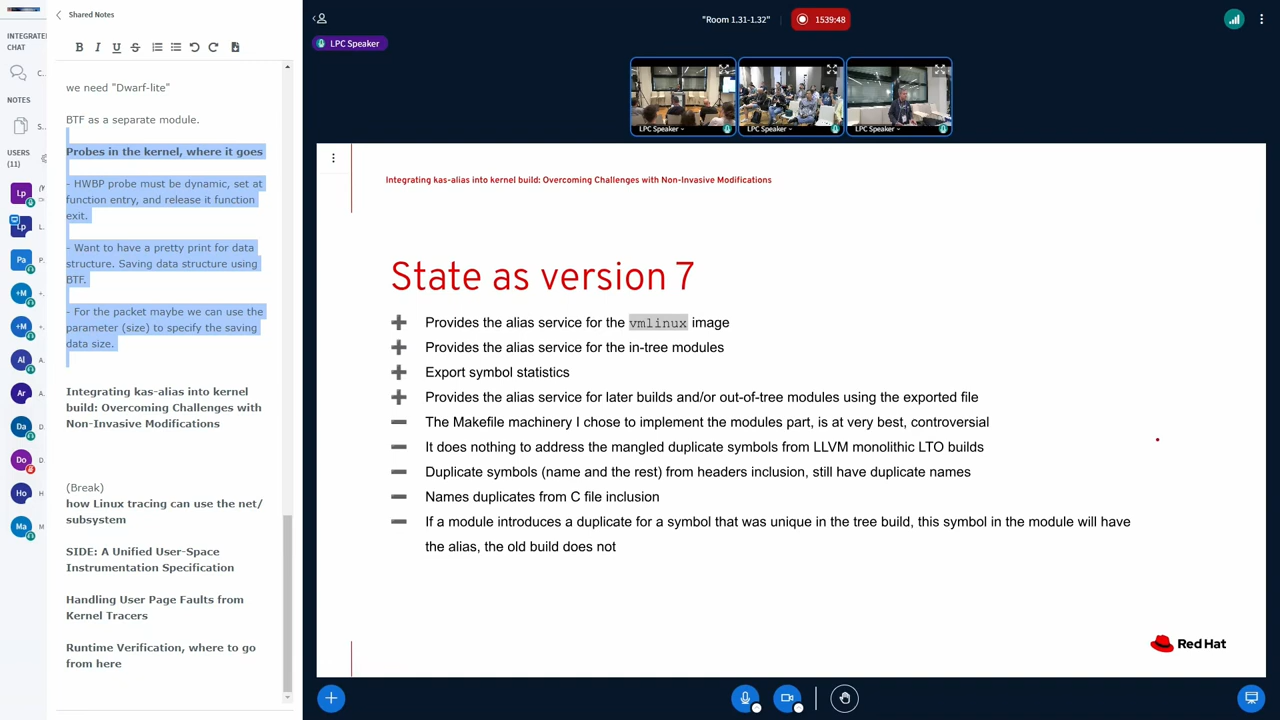 Shared Notes
INTEGRATE
CHAT
C..
NOTES
S..
USERS
(11)
Lp
Lp
L..
Pa
P..
+M
+M
Al
A..
Ar
A..
Da
D..
Do
D..
Ho
H
Ma
A..
B I U S
we need "Dwarf-lite"
BTF as a separate module.
Probes in the kernel, where it goes
- HWBP probe must be dynamic, set at
function entry, and release it function
exit.
- Want to have a pretty print for data
structure. Saving data structure using
BTF.
- For the packet maybe we can use the
parameter (size) to specify the saving
data size.
Integrating kas-alias into kernel
build: Overcoming Challenges with
Non-Invasive Modifications
(Break)
how Linux tracing can use the net/
subsystem
SIDE: A Unified User-Space
Instrumentation Specification
Handling User Page Faults from
Kernel Tracers
Runtime Verification, where to go
from here
"Room 1.31-1.32"
1539:48
LPC Speaker
LPC Speaker
LPC Speaker
LPC Speaker
Integrating kas-alias into kernel build: Overcoming Challenges with Non-Invasive Modifications
State as version 7
➕ Provides the alias service for the vmlinux image
➕ Provides the alias service for the in-tree modules
➕ Export symbol statistics
➕ Provides the alias service for later builds and/or out-of-tree modules using the exported file
➖ The Makefile machinery I chose to implement the modules part, is at very best, controversial
➖ It does nothing to address the mangled duplicate symbols from LLVM monolithic LTO builds
➖ Duplicate symbols (name and the rest) from headers inclusion, still have duplicate names
➖ Names duplicates from C file inclusion
➖ If a module introduces a duplicate for a symbol that was unique in the tree build, this symbol in the module will have
the alias, the old build does not
Red Hat